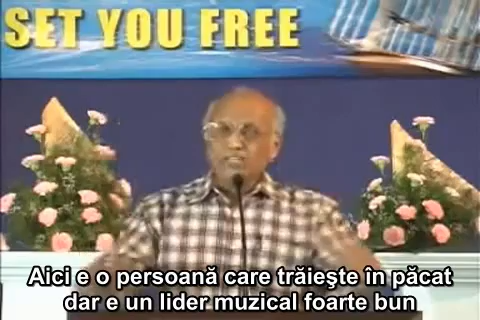 SET YOU FREE
Aici e o persoană care trăieşte în păcat
dar e un lider muzical foarte bun